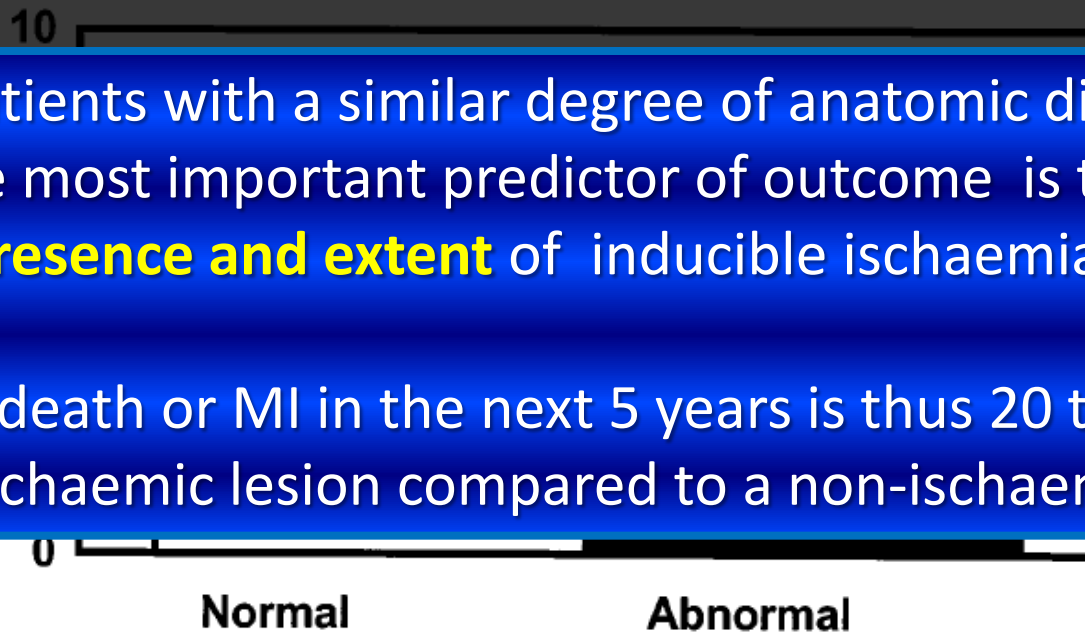 10
tients with a similar degree of anatomic di
e most important predictor of outcome is t
resence and extent of inducible ischaemia
death or MI in the next 5 years is thus 20 t
chaemic lesion compared to a non-ischaem
0
Normal Abnormal